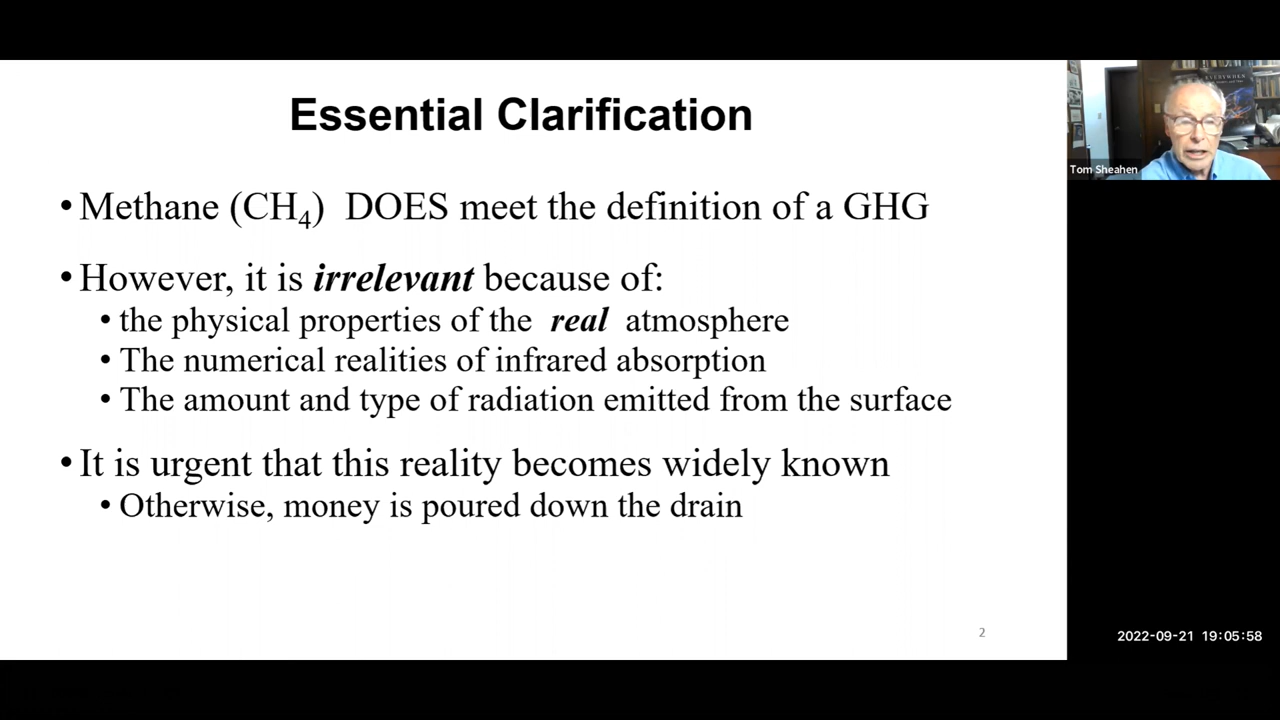 Essential Clarification
• Methane (CH₄) DOES meet the definition of a GHG
• However, it is irrelevant because of:
• the physical properties of the real atmosphere
• The numerical realities of infrared absorption
• The amount and type of radiation emitted from the surface
• It is urgent that this reality becomes widely known
• Otherwise, money is poured down the drain
2
EVERYWHEN
Tom Sheahen
2022-09-21 19:05:58